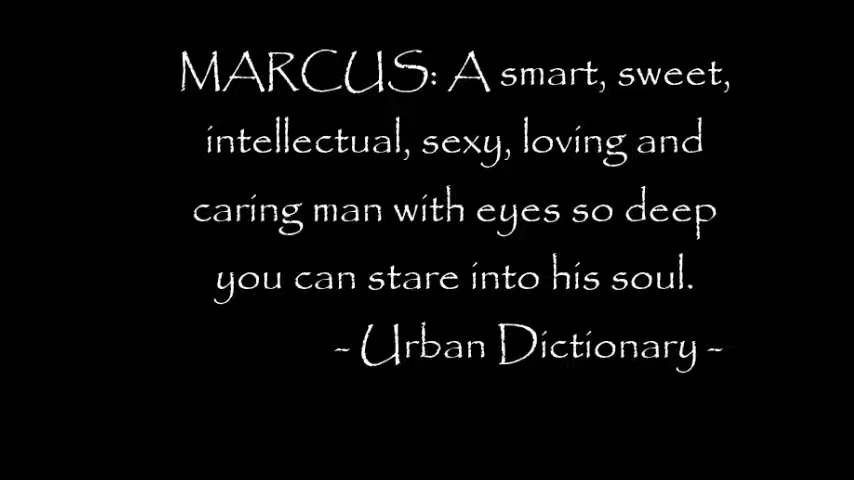 MARCUS: A smart, sweet,
intellectual, sexy, loving and
caring man with eyes so deep
you can stare into his soul.
- Urban Dictionary -